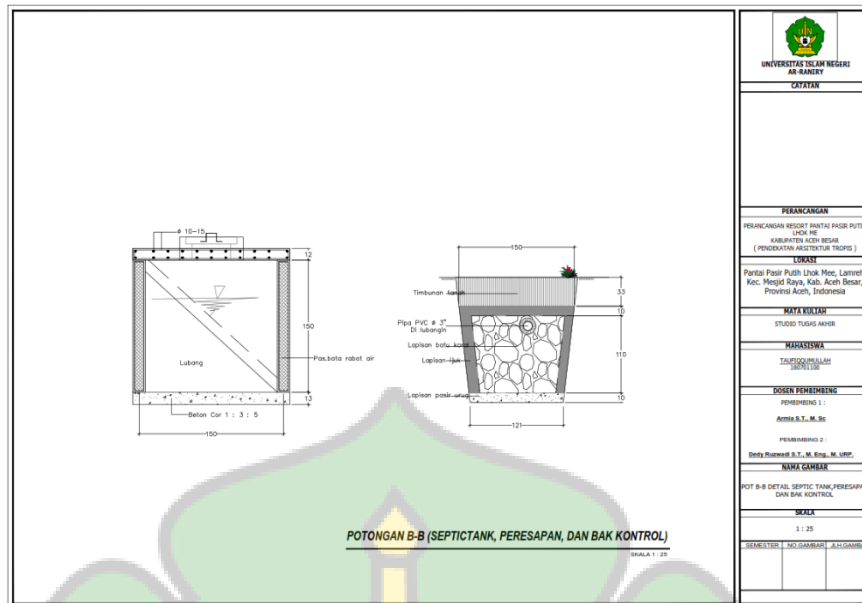 ø 10-15
12
150
Lubang
Pas.bata rabat air
13
Beton Cor 1 : 3 : 5
150
150
Timbunan tanah
33
Pipa PVC ø 3"
Di lubangin
10
Lapisan batu karal
Lapisan ijuk
110
Lapisan pasir urug
10
121
POTONGAN B-B (SEPTICTANK, PERESAPAN, DAN BAK KONTROL)
SKALA 1 : 25
UNIVERSITAS ISLAM NEGERI
AR-RANIRY
CATATAN
PERANCANGAN
PERANCANGAN RESORT PANTAI PASIR PUTI
LHOK ME
KABUPATEN ACEH BESAR
( PENDEKATAN ARSITEKTUR TROPIS )
LOKASI
Pantai Pasir Putih Lhok Mee, Lamreh
Kec. Mesjid Raya, Kab. Aceh Besar,
Provinsi Aceh, Indonesia
MATA KULIAH
STUDIO TUGAS AKHIR
MAHASISWA
TAUFIQQUMULLAH
160701100
DOSEN PEMBIMBING
PEMBIMBING 1 :
Armia S.T., M. Sc
PEMBIMBING 2 :
Dedy Ruzwadi S.T., M. Eng., M. URP.
NAMA GAMBAR
POT B-B DETAIL SEPTIC TANK,PERESAPA
DAN BAK KONTROL
SKALA
1 : 25
SEMESTER NO.GAMBAR JLH.GAMBA